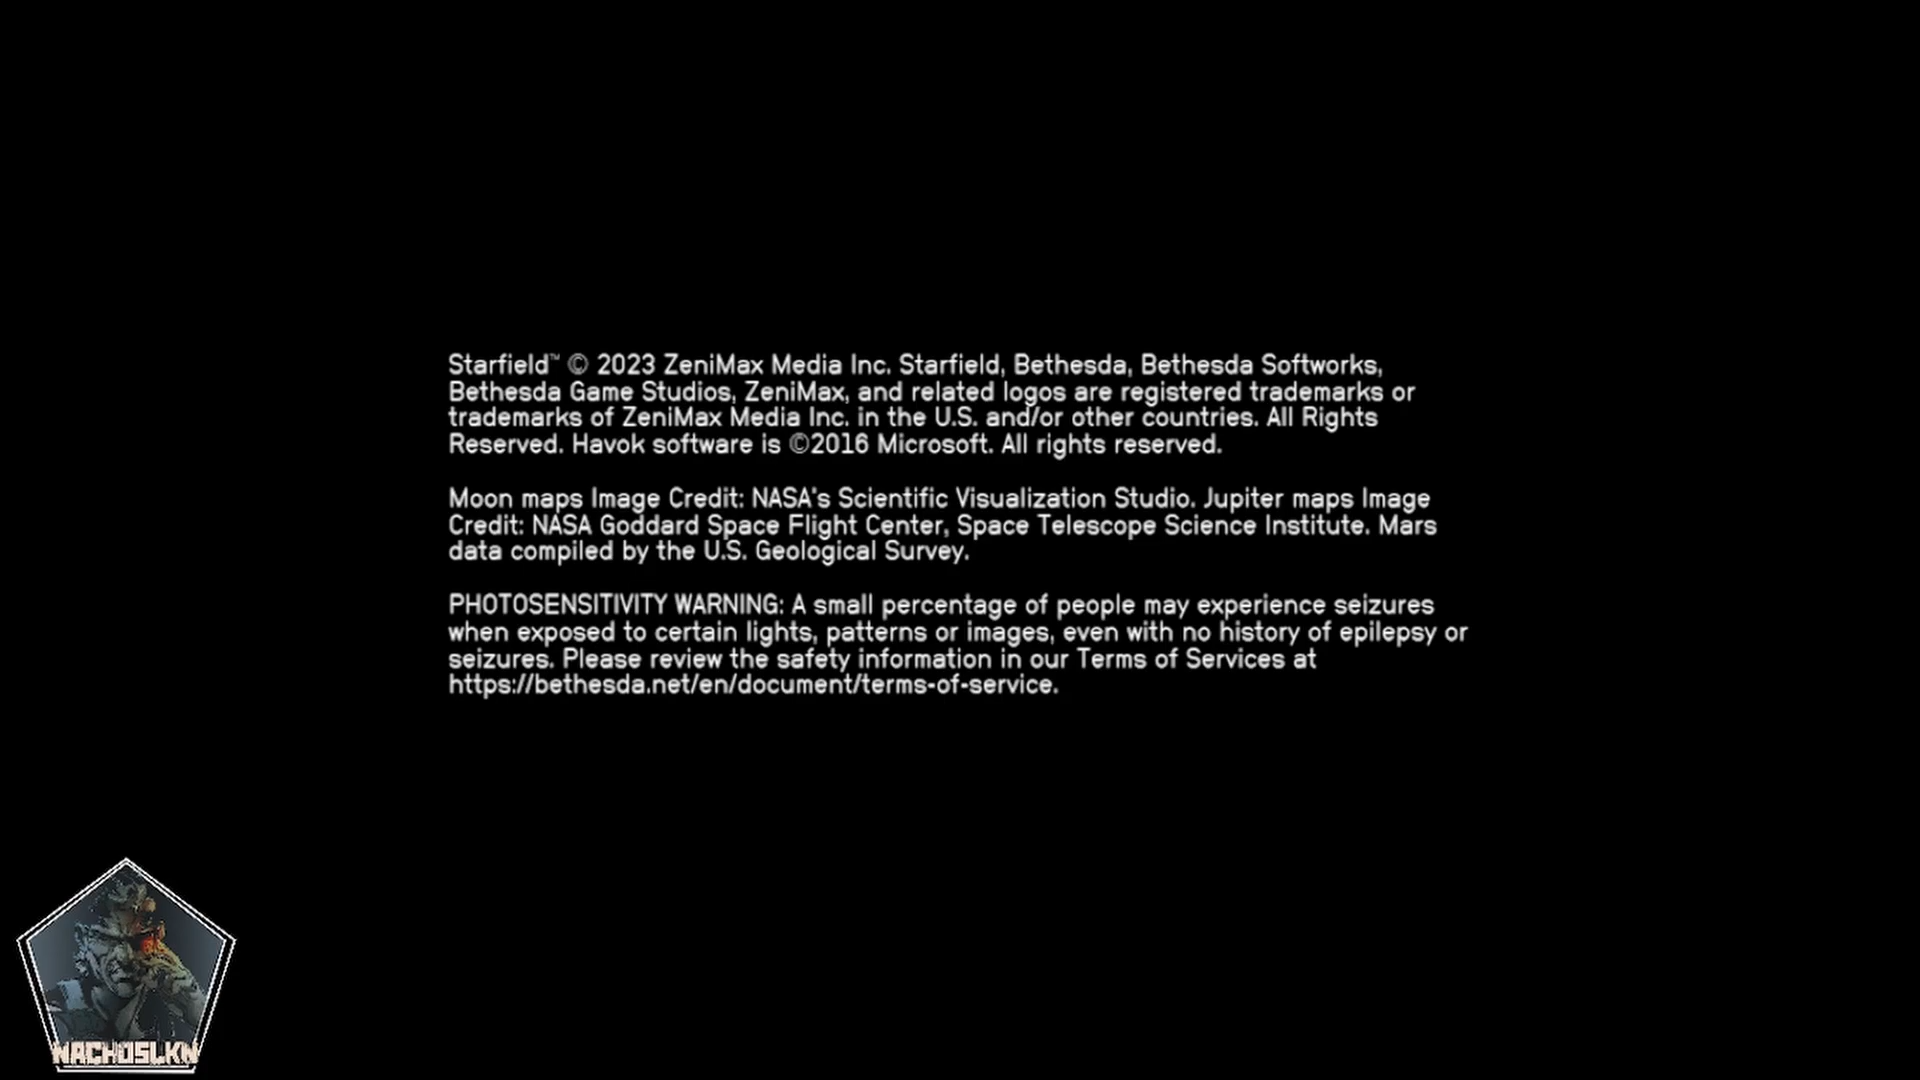 Starfield™ © 2023 ZeniMax Media Inc. Starfield, Bethesda, Bethesda Softworks,
Bethesda Game Studios, ZeniMax, and related logos are registered trademarks or
trademarks of ZeniMax Media Inc. in the U.S. and/or other countries. All Rights
Reserved. Havok software is ©2016 Microsoft. All rights reserved.
Moon maps Image Credit: NASA's Scientific Visualization Studio. Jupiter maps Image
Credit: NASA Goddard Space Flight Center, Space Telescope Science Institute. Mars
data compiled by the U.S. Geological Survey.
PHOTOSENSITIVITY WARNING: A small percentage of people may experience seizures
when exposed to certain lights, patterns or images, even with no history of epilepsy or
seizures. Please review the safety information in our Terms of Services at
https://bethesda.net/en/document/terms-of-service.
NACHOSLKN